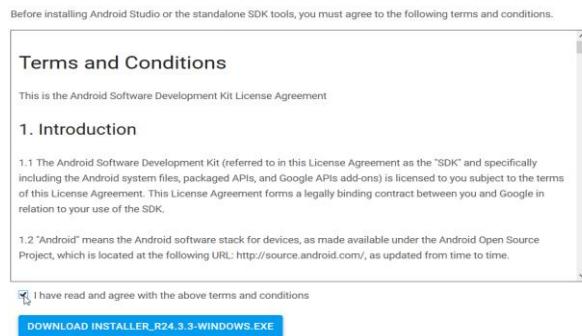 Before installing Android Studio or the standalone SDK tools, you must agree to the following terms and conditions.
Terms and Conditions
This is the Android Software Development Kit License Agreement
1. Introduction
1.1 The Android Software Development Kit (referred to in this License Agreement as the "SDK" and specifically
including the Android system files, packaged APIs, and Google APIs add-ons) is licensed to you subject to the terms
of this License Agreement. This License Agreement forms a legally binding contract between you and Google in
relation to your use of the SDK.
1.2 "Android" means the Android software stack for devices, as made available under the Android Open Source
Project, which is located at the following URL: http://source.android.com/, as updated from time to time.
I have read and agree with the above terms and conditions
DOWNLOAD INSTALLER_R24.3.3-WINDOWS.EXE